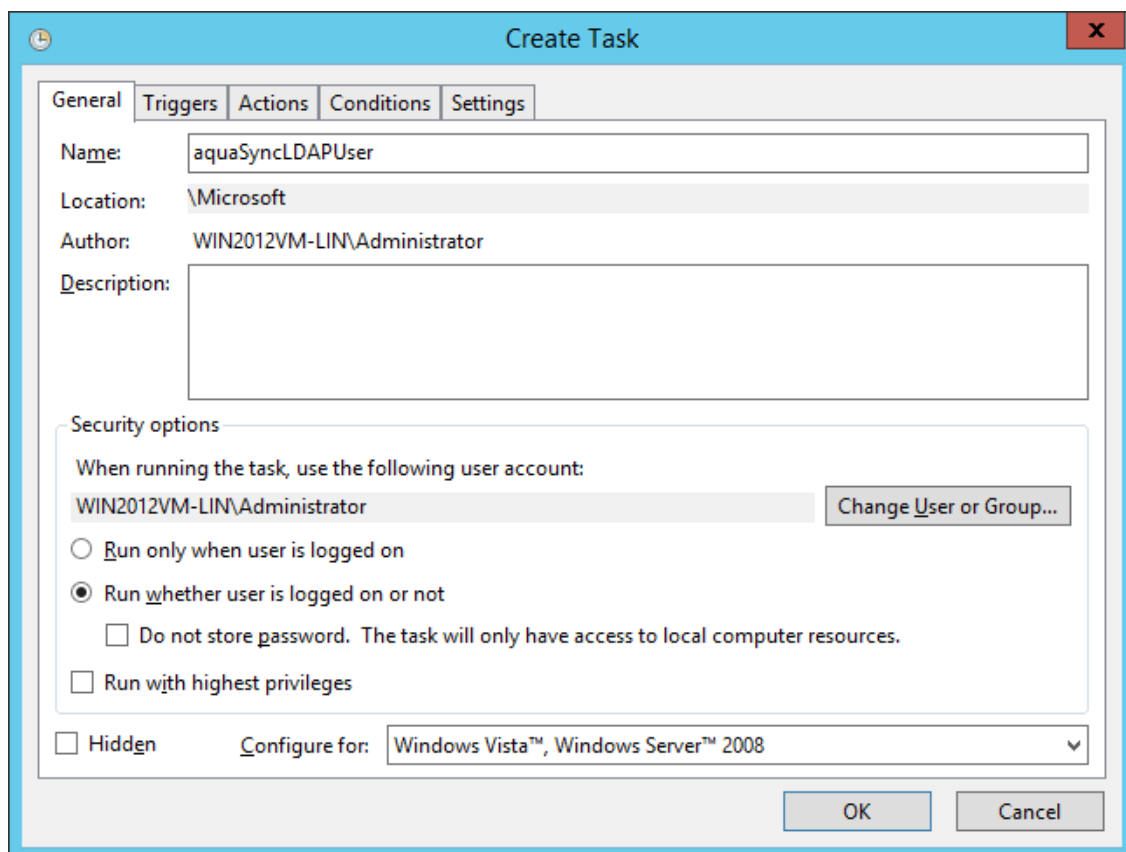 Create Task
x
General Triggers Actions Conditions Settings
Name: aquaSyncLDAPUser
Location: \Microsoft
Author: WIN2012VM-LIN\Administrator
Description:
Security options
When running the task, use the following user account:
WIN2012VM-LIN\Administrator Change User or Group...
Run only when user is logged on
Run whether user is logged on or not
Do not store password. The task will only have access to local computer resources.
Run with highest privileges
Hidden Configure for: Windows Vista™, Windows Server™ 2008
OK Cancel